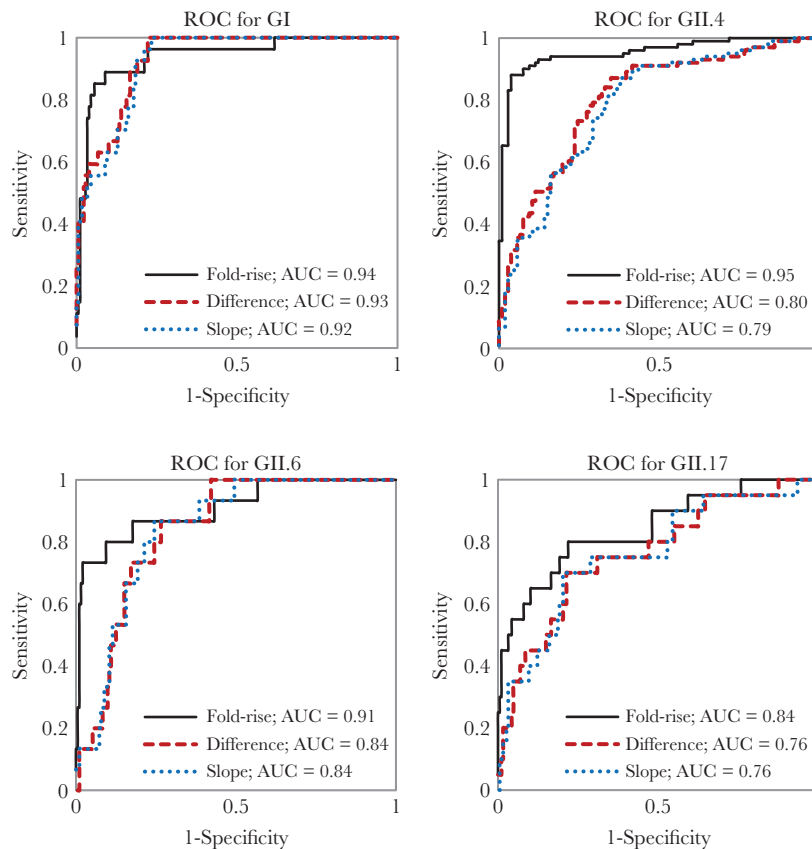 ROC for GI
1
0.8
0.6
0.4
0.2
0
Sensitivity
Fold-rise; AUC = 0.94
Difference; AUC = 0.93
Slope; AUC = 0.92
0
0.5
1
1-Specificity
ROC for GII.4
1
0.8
0.6
0.4
0.2
0
Sensitivity
Fold-rise; AUC = 0.95
Difference; AUC = 0.80
Slope; AUC = 0.79
0
0.5
1-Specificity
ROC for GII.6
1
0.8
0.6
0.4
0.2
0
Sensitivity
Fold-rise; AUC = 0.91
Difference; AUC = 0.84
Slope; AUC = 0.84
0
0.5
1
1-Specificity
ROC for GII.17
1
0.8
0.6
0.4
0.2
0
Sensitivity
Fold-rise; AUC = 0.84
Difference; AUC = 0.76
Slope; AUC = 0.76
0
0.5
1-Specificity